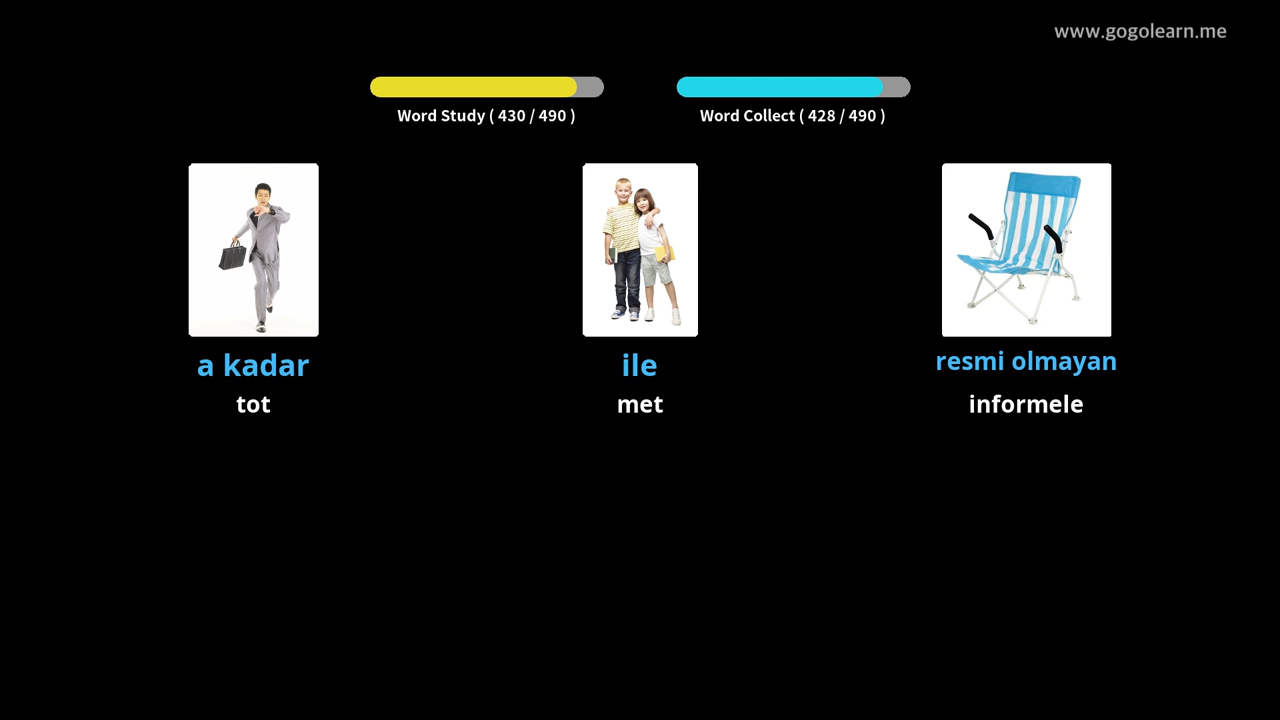 www.gogolearn.me
Word Study ( 430 / 490 )
Word Collect ( 428 / 490 )
a kadar
ile
resmi olmayan
tot
met
informele